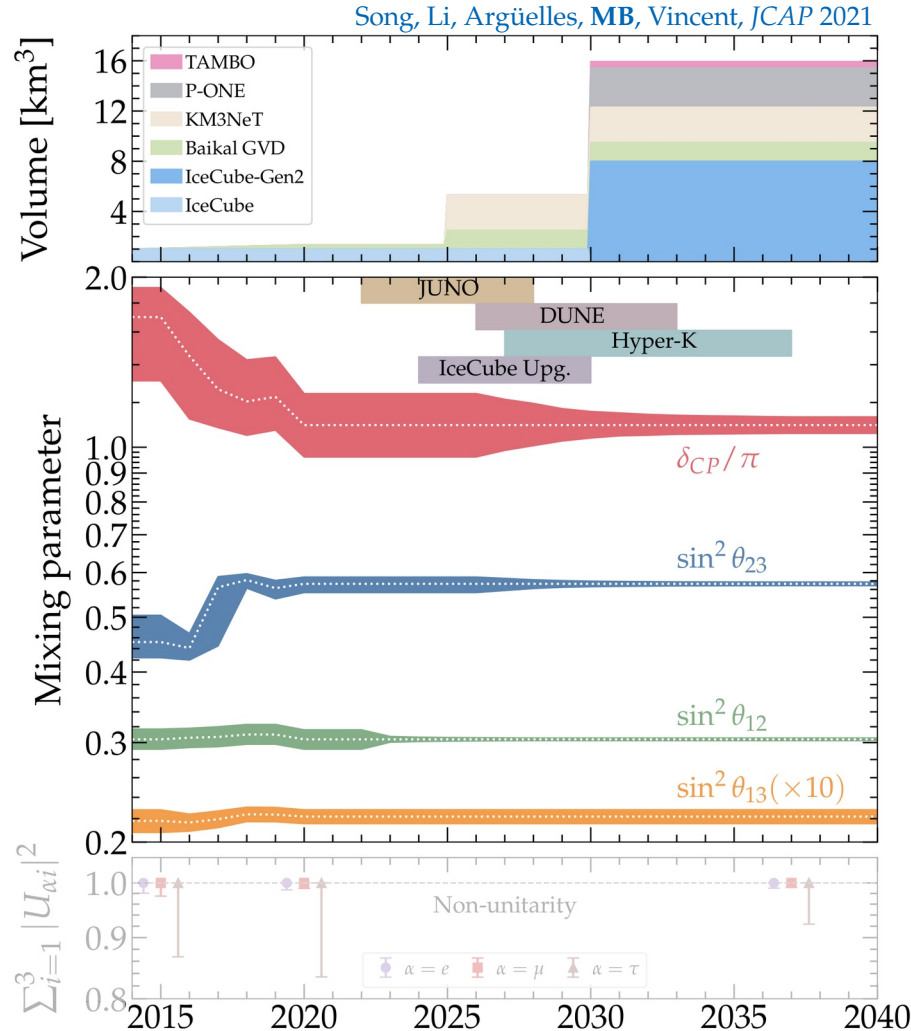 Song, Li, Argüelles, MB, Vincent, JCAP 2021
Volume [km³]
16
12
8
4
TAMBO
P-ONE
KM3NeT
Baikal GVD
IceCube-Gen2
IceCube
Mixing parameter
2.0
1.0
0.9
0.8
0.7
0.6
0.5
0.4
0.3
0.2
JUNO
DUNE
Hyper-K
IceCube Upg.
δ_CP/π
sin² θ₂₃
sin² θ₁₂
sin² θ₁₃(×10)
Σ³ᵢ₌₁ |U_αi|²
1.0
0.9
0.8
Non-unitarity
α = e α = μ α = τ
2015 2020 2025 2030 2035 2040